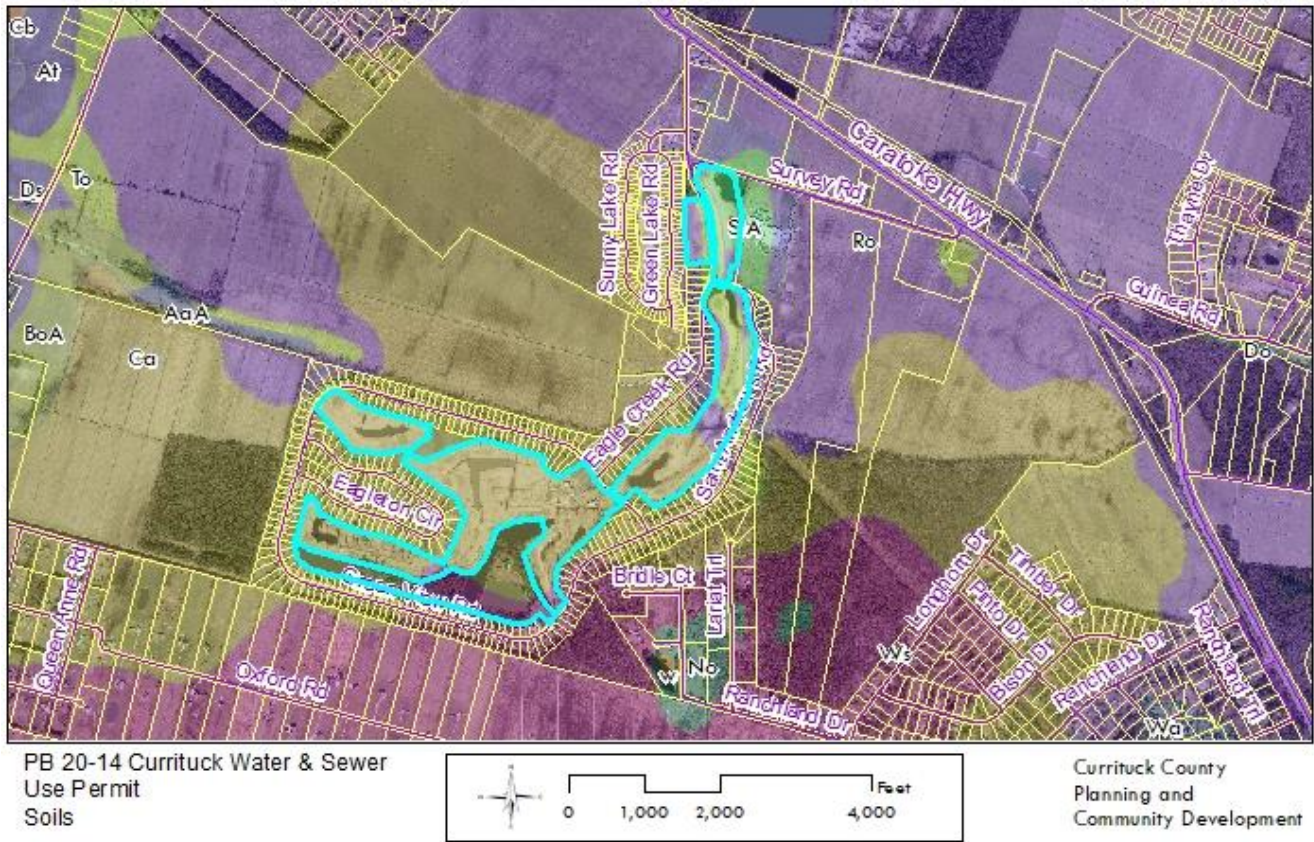 Cb
At
Ds
To
BoA
AaA
Ca
Sunny Lake Rd
Green Lake Rd
Survey Rd
Caratoke Hwy
Thayne Dr
Ro
Guinea Rd
Do
Eagle Creek Rd
Eagleton Cir
Queen Anne Rd
Oxford Rd
Bridle Ct
Lariat Trl
No
W
Ranchland Dr
Ws
Longhorn Dr
Timber Dr
Pinto Dr
Bison Dr
Ranchland Dr
Ranchland Trl
Wa
PB 20-14 Currituck Water & Sewer
Use Permit
Soils
Feet
0 1,000 2,000 4,000
Currituck County
Planning and
Community Development